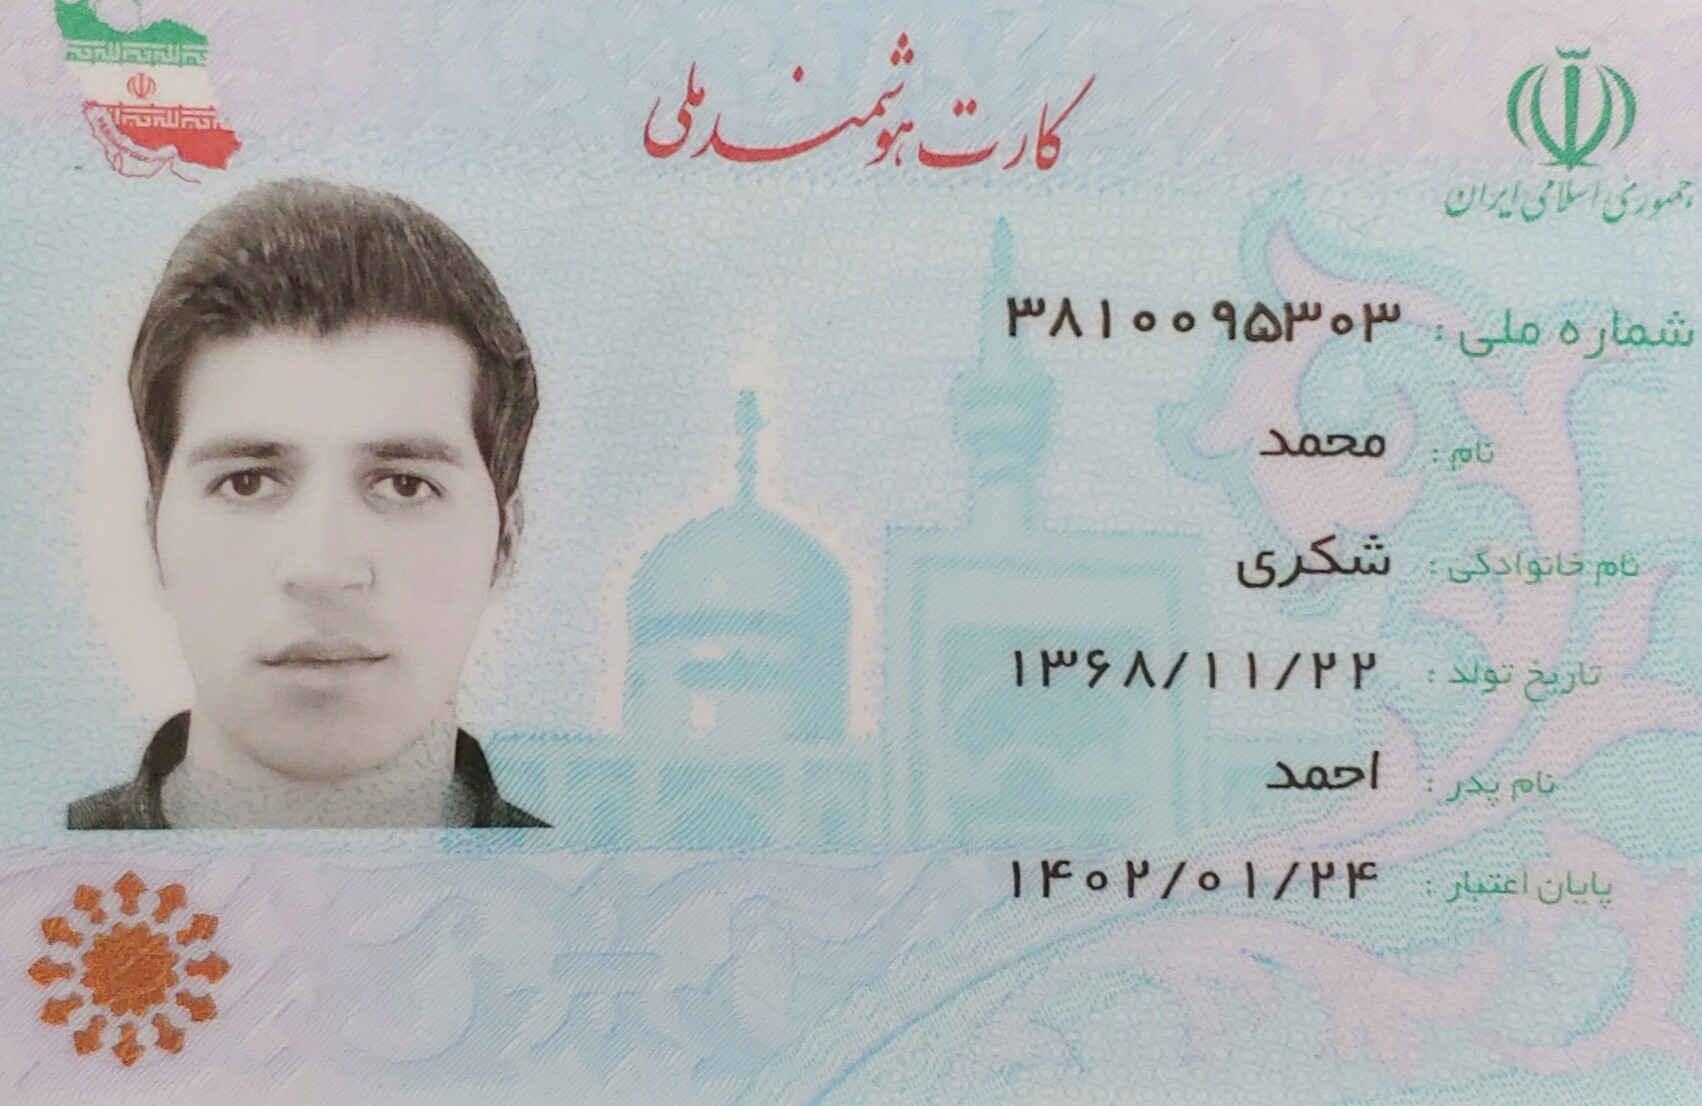 کارت هوشمند ملی
جمهوری اسلامی ایران
شماره ملی : ۳۸۱۰۰۹۵۳۰۳
نام : محمد
نام خانوادگی : شکری
تاریخ تولد : ۱۳۶۸/۱۱/۲۲
نام پدر : احمد
پایان اعتبار : ۱۴۰۲/۰۱/۲۴